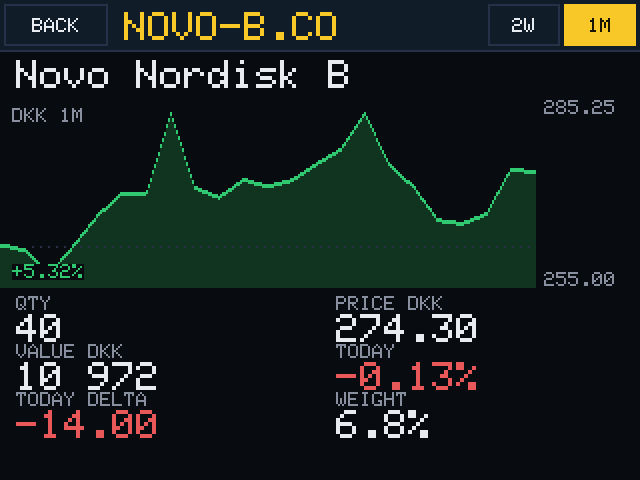 BACK
NOVO-B.CO
2W
1M
Novo Nordisk B
DKK 1M
285.25
+5.32%
255.00
QTY
40
PRICE DKK
274.30
VALUE DKK
10 972
TODAY
-0.13%
TODAY DELTA
-14.00
WEIGHT
6.8%